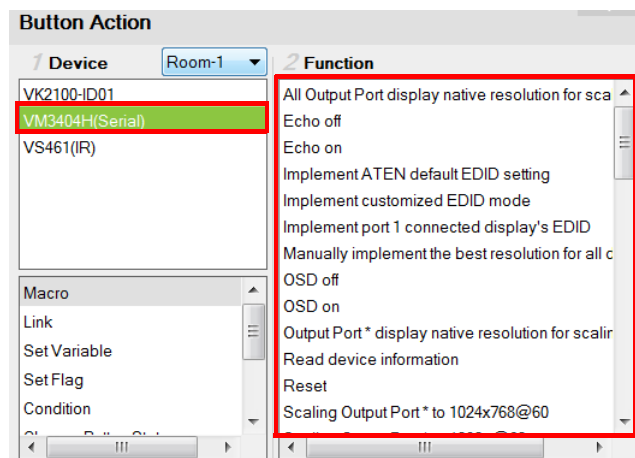 Button Action
1 Device
Room-1
2 Function
VK2100-ID01
VM3404H(Serial)
VS461(IR)
Macro
Link
Set Variable
Set Flag
Condition
All Output Port display native resolution for sca
Echo off
Echo on
Implement ATEN default EDID setting
Implement customized EDID mode
Implement port 1 connected display's EDID
Manually implement the best resolution for all c
OSD off
OSD on
Output Port * display native resolution for scalin
Read device information
Reset
Scaling Output Port * to 1024x768@60